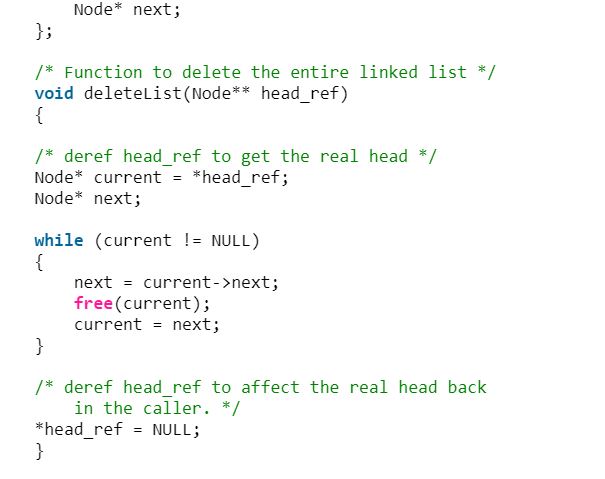 Node* next;
};
/* Function to delete the entire linked list */
void deleteList(Node** head_ref)
{
/* deref head_ref to get the real head */
Node* current = *head_ref;
Node* next;
while (current != NULL)
{
next = current->next;
free(current);
current = next;
}
/* deref head_ref to affect the real head back
in the caller. */
*head_ref = NULL;
}